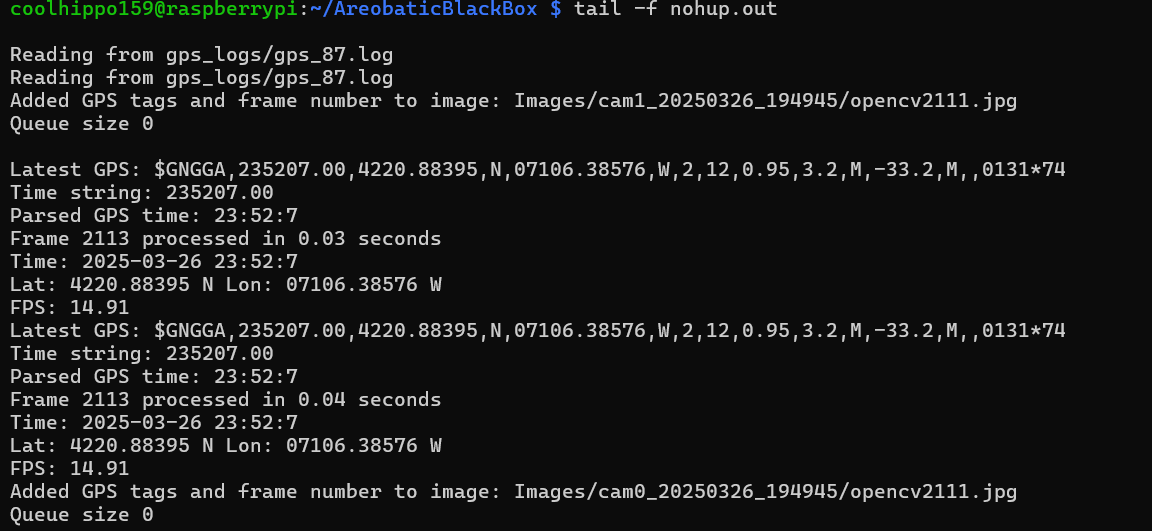 coolhippo159@raspberrypi:~/AreobaticBlackBox $ tail -f nohup.out
Reading from gps_logs/gps_87.log
Reading from gps_logs/gps_87.log
Added GPS tags and frame number to image: Images/cam1_20250326_194945/opencv2111.jpg
Queue size 0
Latest GPS: $GNGGA,235207.00,4220.88395,N,07106.38576,W,2,12,0.95,3.2,M,-33.2,M,,0131*74
Time string: 235207.00
Parsed GPS time: 23:52:7
Frame 2113 processed in 0.03 seconds
Time: 2025-03-26 23:52:7
Lat: 4220.88395 N Lon: 07106.38576 W
FPS: 14.91
Latest GPS: $GNGGA,235207.00,4220.88395,N,07106.38576,W,2,12,0.95,3.2,M,-33.2,M,,0131*74
Time string: 235207.00
Parsed GPS time: 23:52:7
Frame 2113 processed in 0.04 seconds
Time: 2025-03-26 23:52:7
Lat: 4220.88395 N Lon: 07106.38576 W
FPS: 14.91
Added GPS tags and frame number to image: Images/cam0_20250326_194945/opencv2111.jpg
Queue size 0